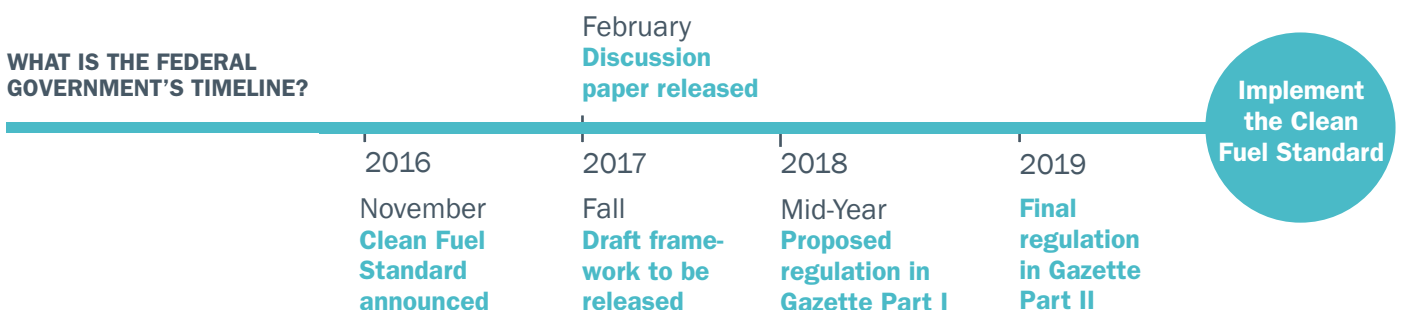 WHAT IS THE FEDERAL
GOVERNMENT'S TIMELINE?
February
Discussion
paper released
Implement
the Clean
Fuel Standard
2016
November
Clean Fuel
Standard
announced
2017
Fall
Draft frame-
work to be
released
2018
Mid-Year
Proposed
regulation in
Gazette Part I
2019
Final
regulation
in Gazette
Part II